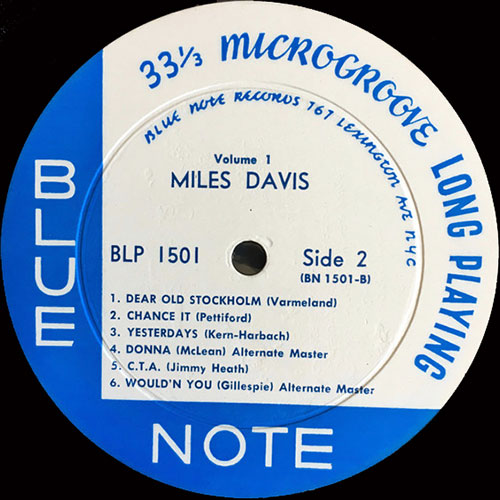 33⅓ MICROGROOVE LONG PLAYING
BLUE NOTE RECORDS 767 LEXINGTON AVE NYC
Volume 1
MILES DAVIS
BLP 1501
Side 2
(BN 1501-B)
1. DEAR OLD STOCKHOLM (Varmeland)
2. CHANCE IT (Pettiford)
3. YESTERDAYS (Kern-Harbach)
4. DONNA (McLean) Alternate Master
5. C.T.A. (Jimmy Heath)
6. WOULD'N YOU (Gillespie) Alternate Master
BLUE
NOTE